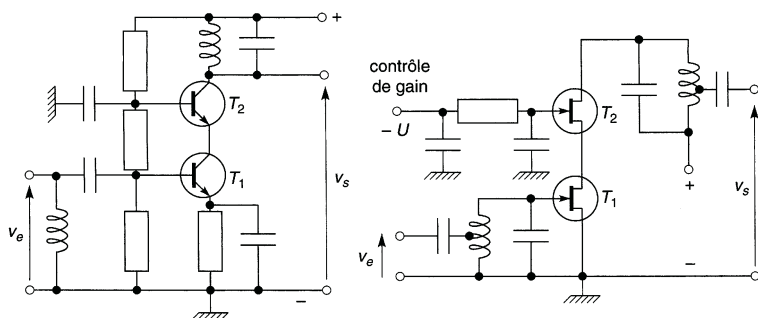 +
T₂
T₁
vₑ
vₛ
–
contrôle
de gain
– U
T₂
T₁
+
vₑ
vₛ
–